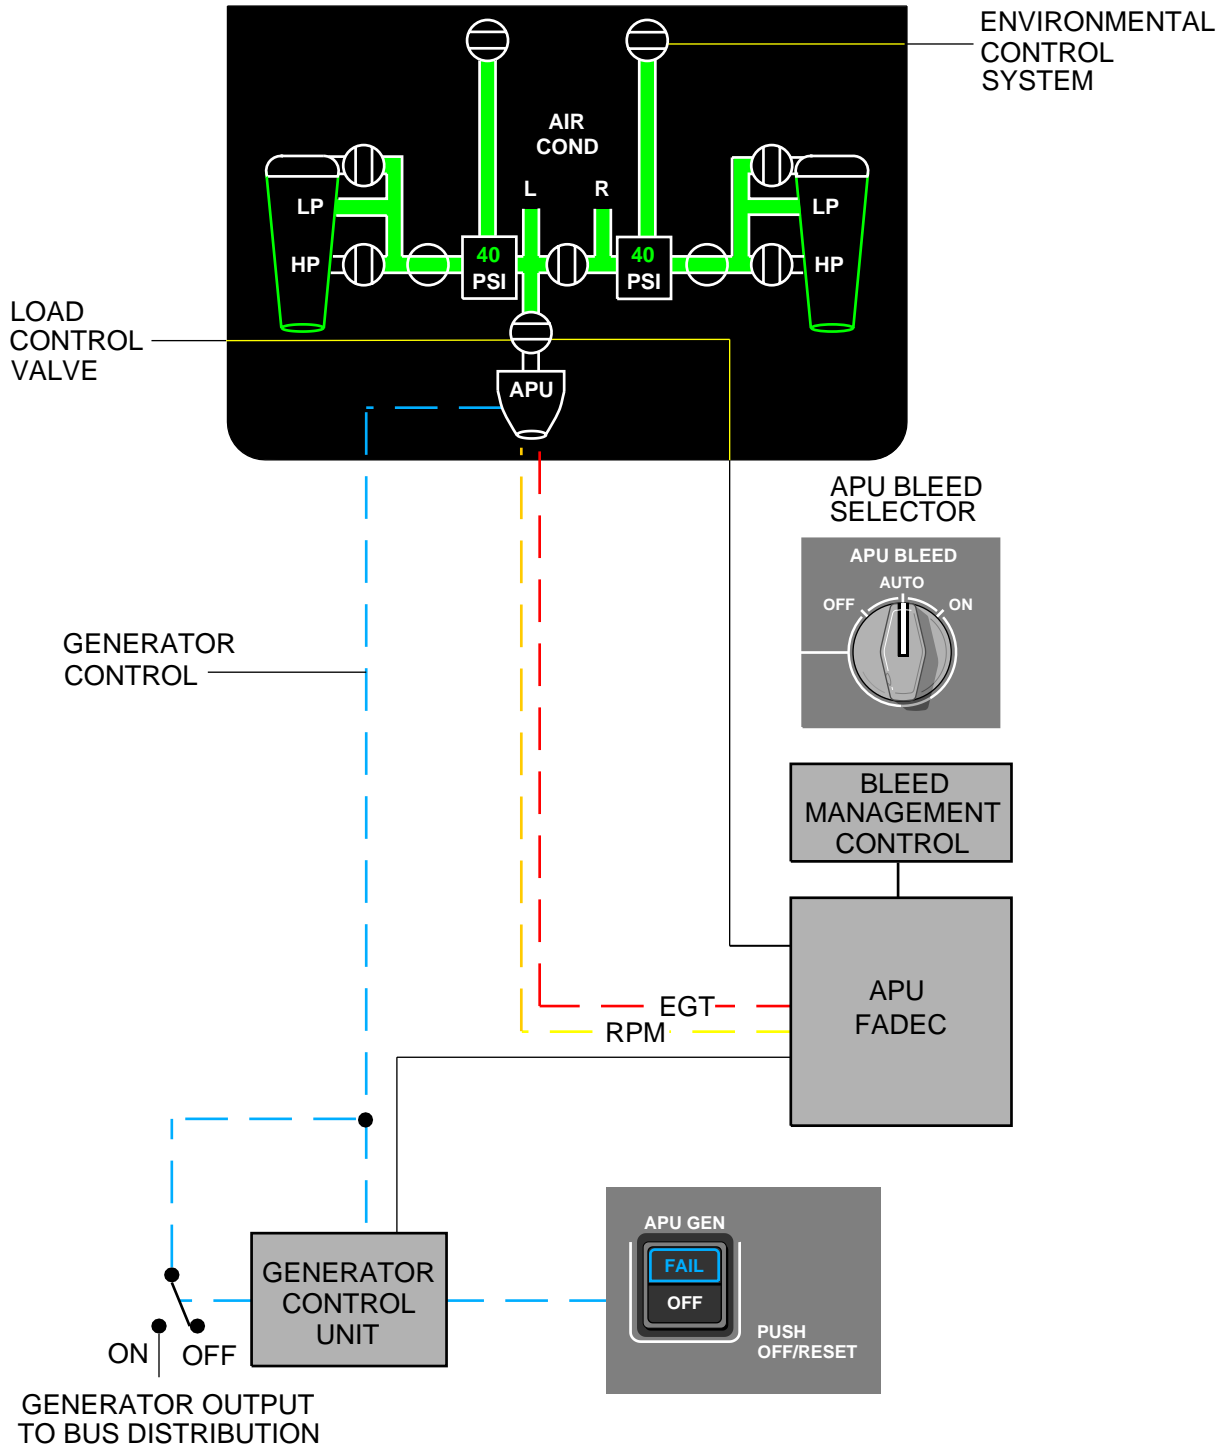 ENVIRONMENTAL
CONTROL
SYSTEM
AIR
COND
L
R
LP
LP
HP
40
PSI
40
PSI
HP
LOAD
CONTROL
VALVE
APU
APU BLEED
SELECTOR
APU BLEED
AUTO
OFF
ON
GENERATOR
CONTROL
BLEED
MANAGEMENT
CONTROL
APU
FADEC
EGT
RPM
APU GEN
FAIL
OFF
PUSH
OFF/RESET
GENERATOR
CONTROL
UNIT
ON
OFF
GENERATOR OUTPUT
TO BUS DISTRIBUTION